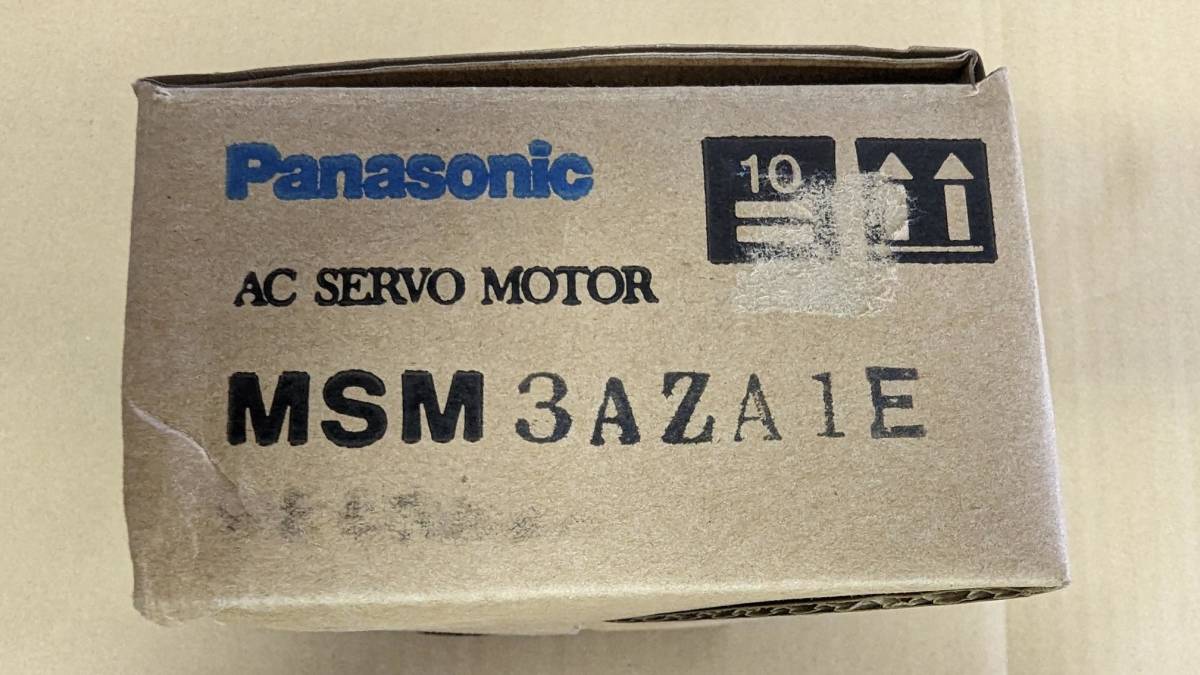 Panasonic
10
AC SERVO MOTOR
MSM 3AZA1E